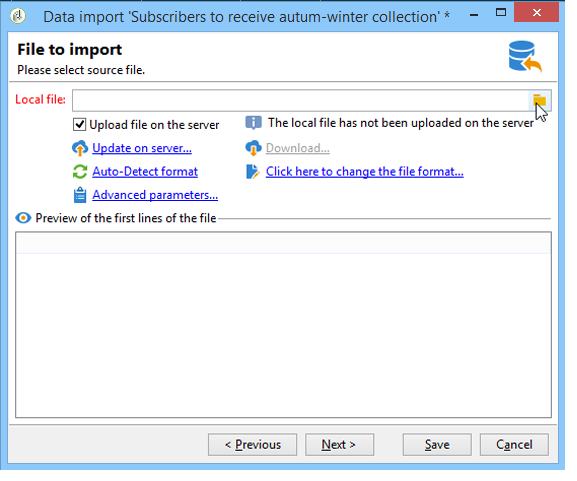 Data import 'Subscribers to receive autum-winter collection' *
File to import
Please select source file.
Local file:
Upload file on the server
The local file has not been uploaded on the server
Update on server...
Download...
Auto-Detect format
Click here to change the file format...
Advanced parameters...
Preview of the first lines of the file
< Previous
Next >
Save
Cancel